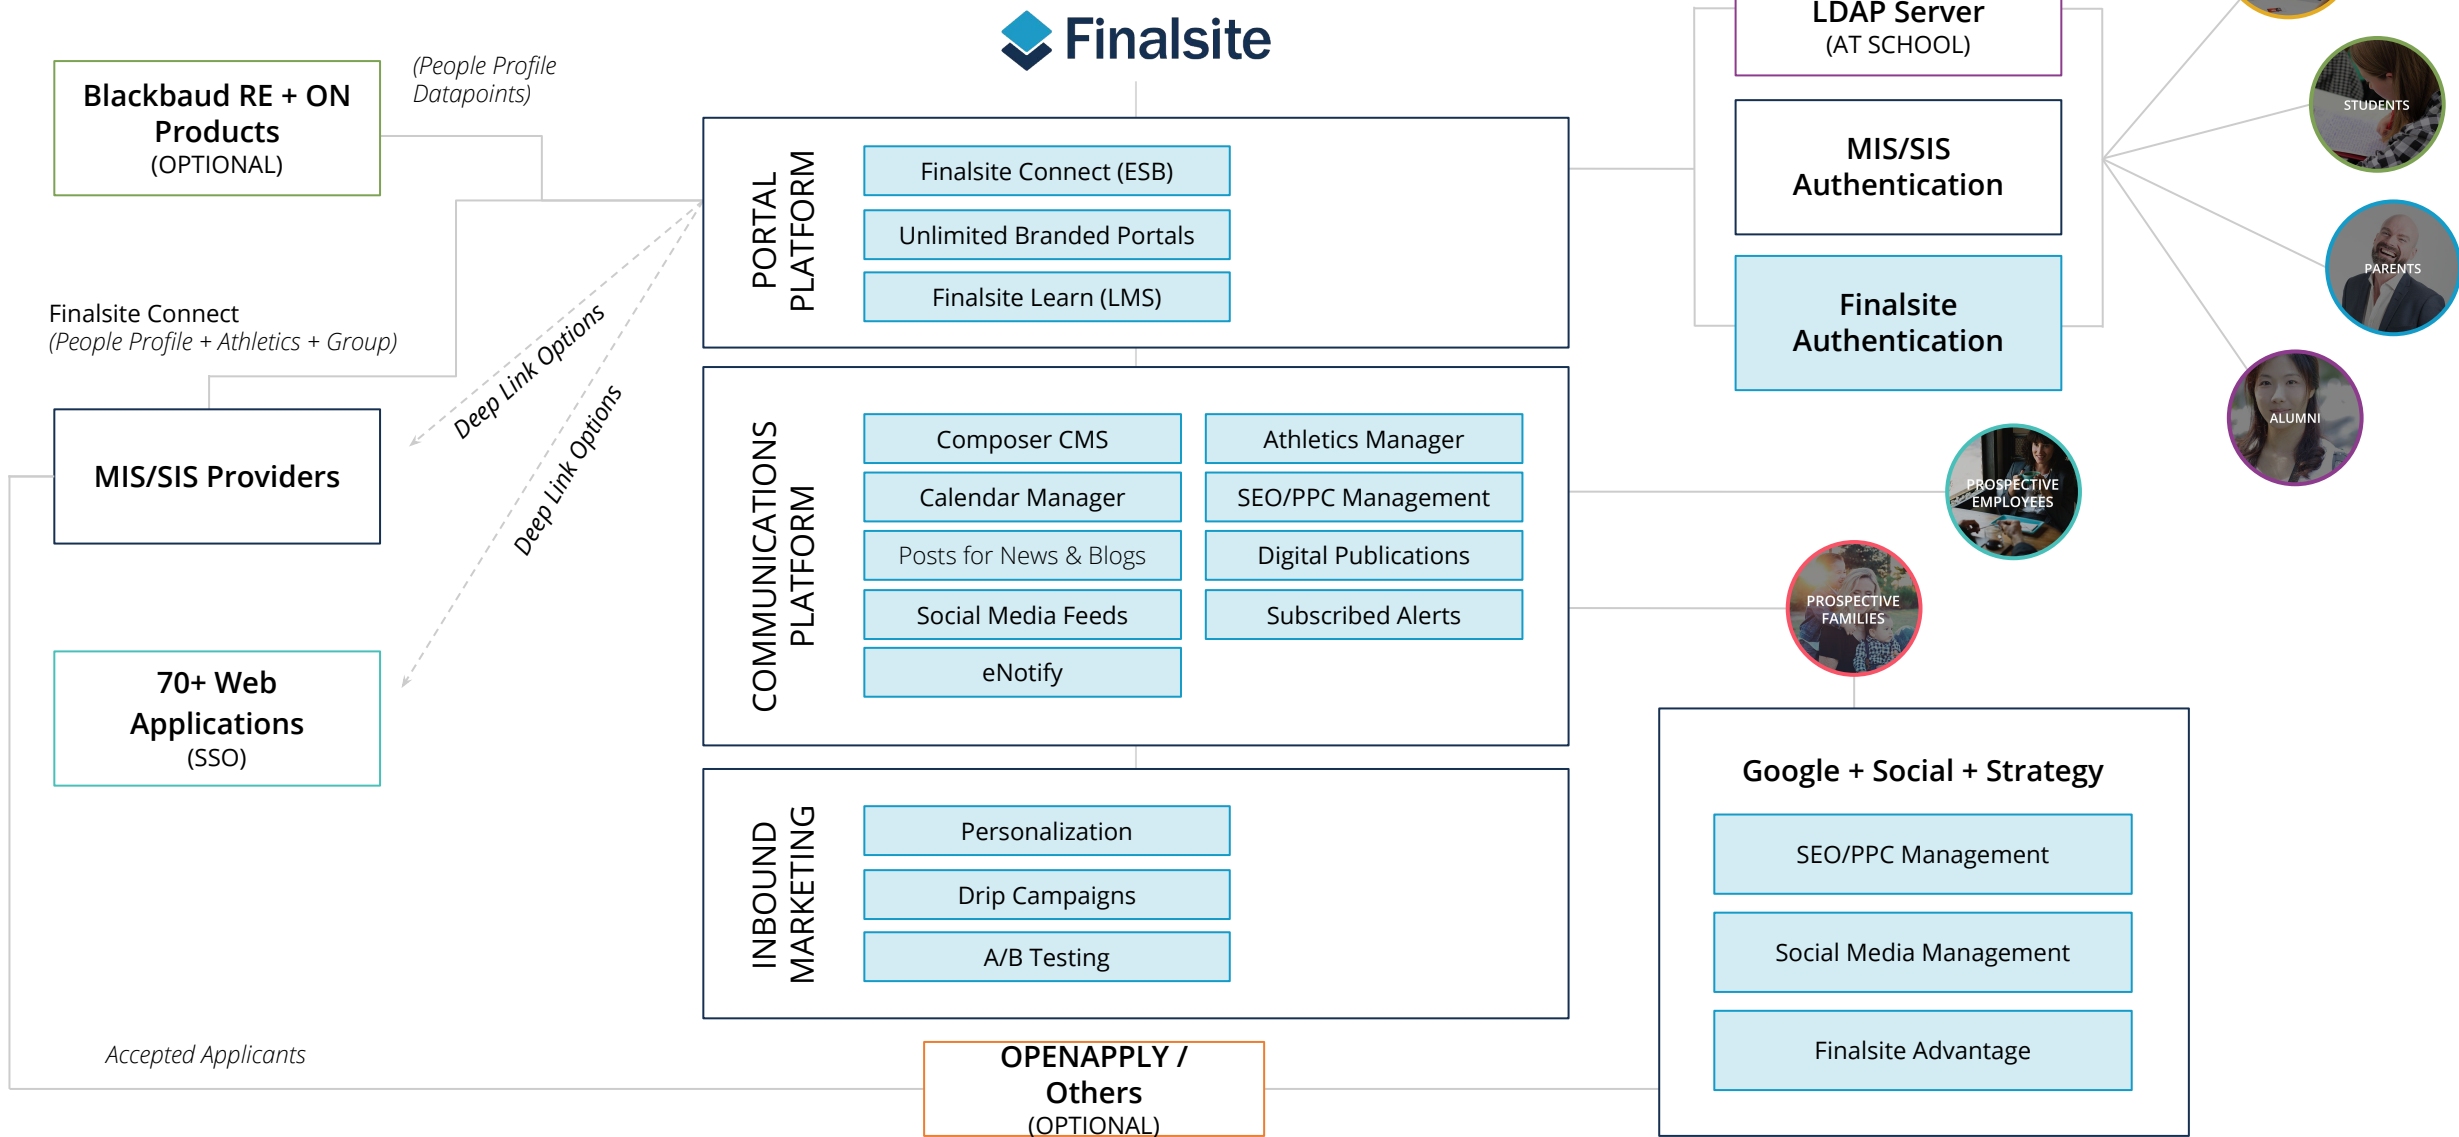 Finalsite
LDAP Server
(AT SCHOOL)
Blackbaud RE + ON
Products
(OPTIONAL)
(People Profile
Datapoints)
PORTAL
PLATFORM
Finalsite Connect (ESB)
Unlimited Branded Portals
Finalsite Learn (LMS)
MIS/SIS
Authentication
Finalsite
Authentication
STUDENTS
PARENTS
ALUMNI
Finalsite Connect
(People Profile + Athletics + Group)
Deep Link Options
Deep Link Options
MIS/SIS Providers
70+ Web
Applications
(SSO)
COMMUNICATIONS
PLATFORM
Composer CMS
Athletics Manager
Calendar Manager
SEO/PPC Management
Posts for News & Blogs
Digital Publications
Social Media Feeds
Subscribed Alerts
eNotify
PROSPECTIVE
EMPLOYEES
PROSPECTIVE
FAMILIES
INBOUND
MARKETING
Personalization
Drip Campaigns
A/B Testing
Google + Social + Strategy
SEO/PPC Management
Social Media Management
Finalsite Advantage
Accepted Applicants
OPENAPPLY /
Others
(OPTIONAL)